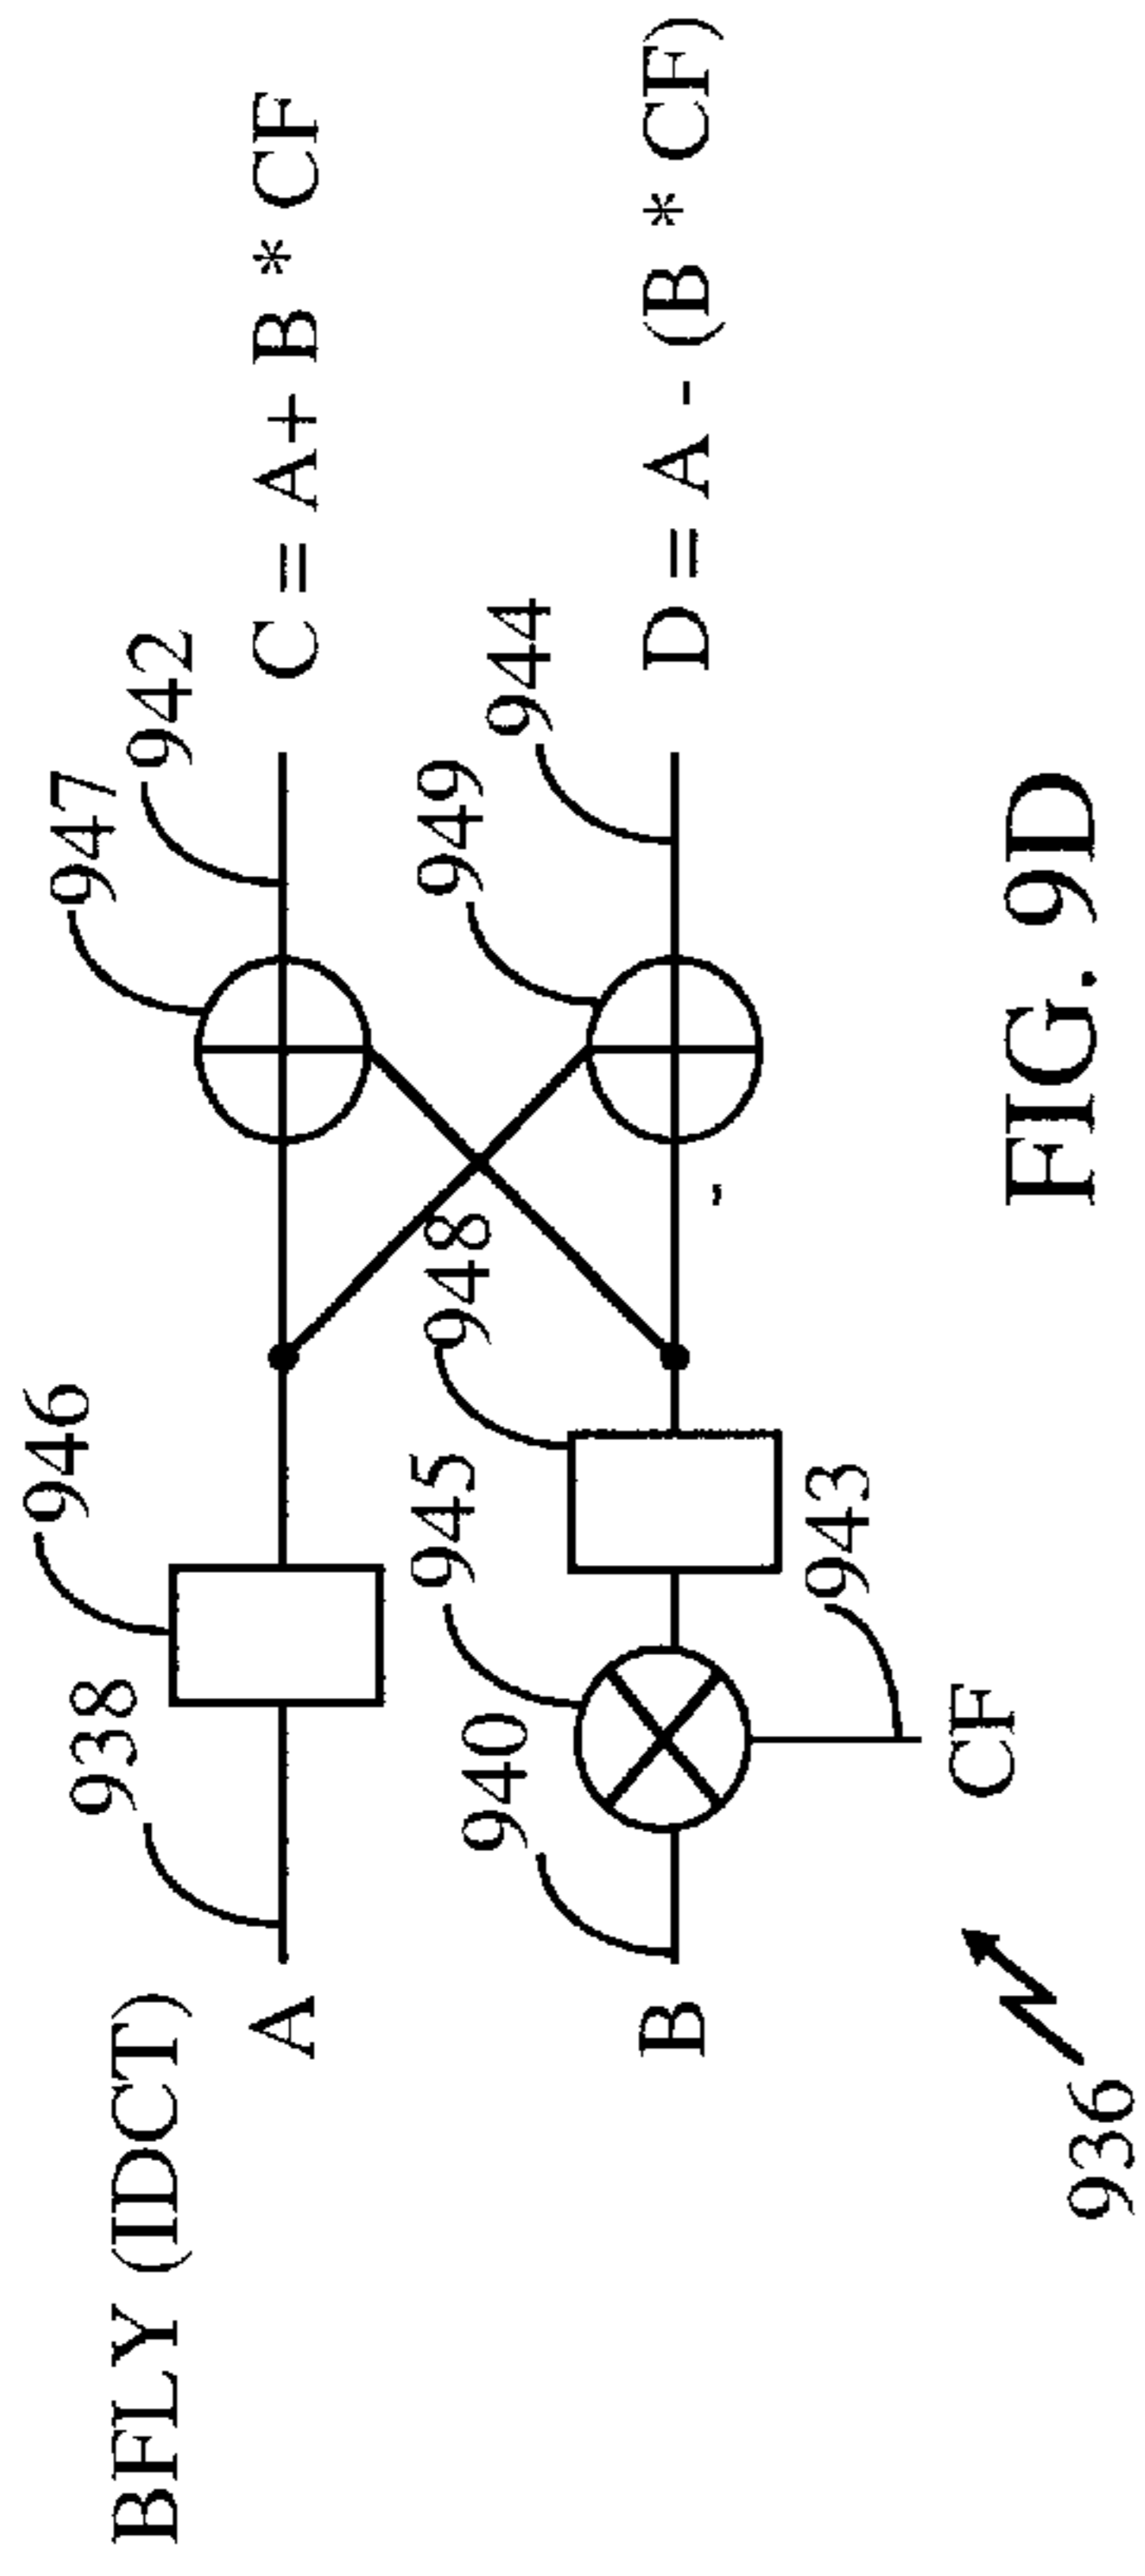 BFLY (IDCT)
946
947
938
942
A
C = A+ B * CF
945
948
949
940
944
B
D = A - (B * CF)
-
943
CF
936
FIG. 9D